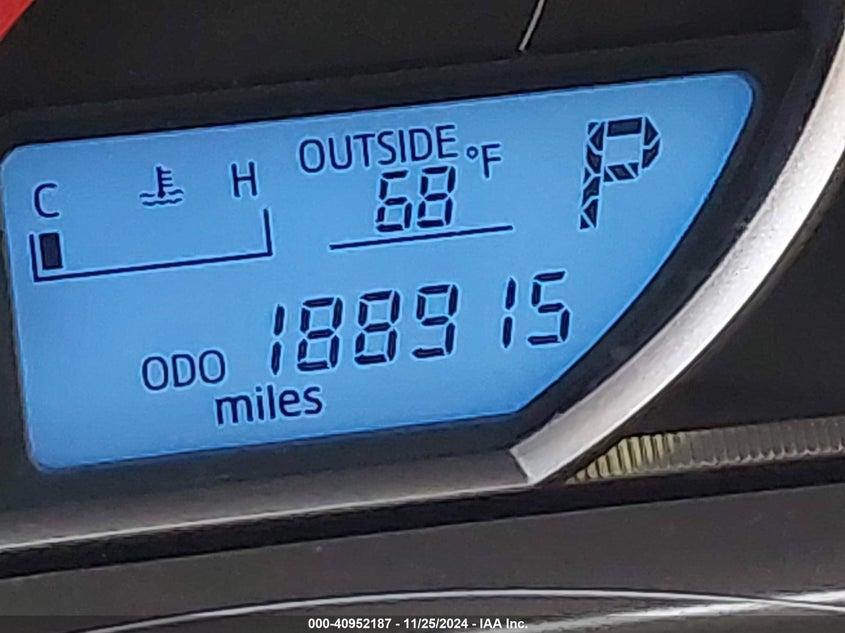 OUTSIDE °F
C H 68 P
ODO 188915
miles
000-40952187 - 11/25/2024 - IAA Inc.